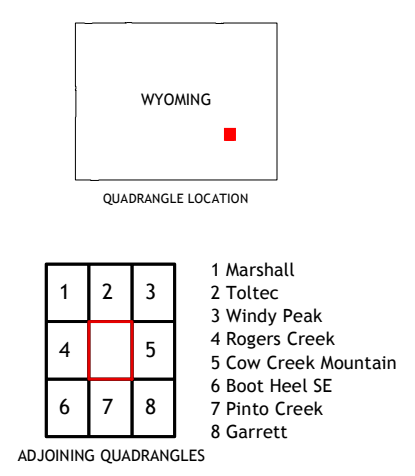 WYOMING
QUADRANGLE LOCATION
1 2 3
4 5
6 7 8
ADJOINING QUADRANGLES
1 Marshall
2 Toltec
3 Windy Peak
4 Rogers Creek
5 Cow Creek Mountain
6 Boot Heel SE
7 Pinto Creek
8 Garrett